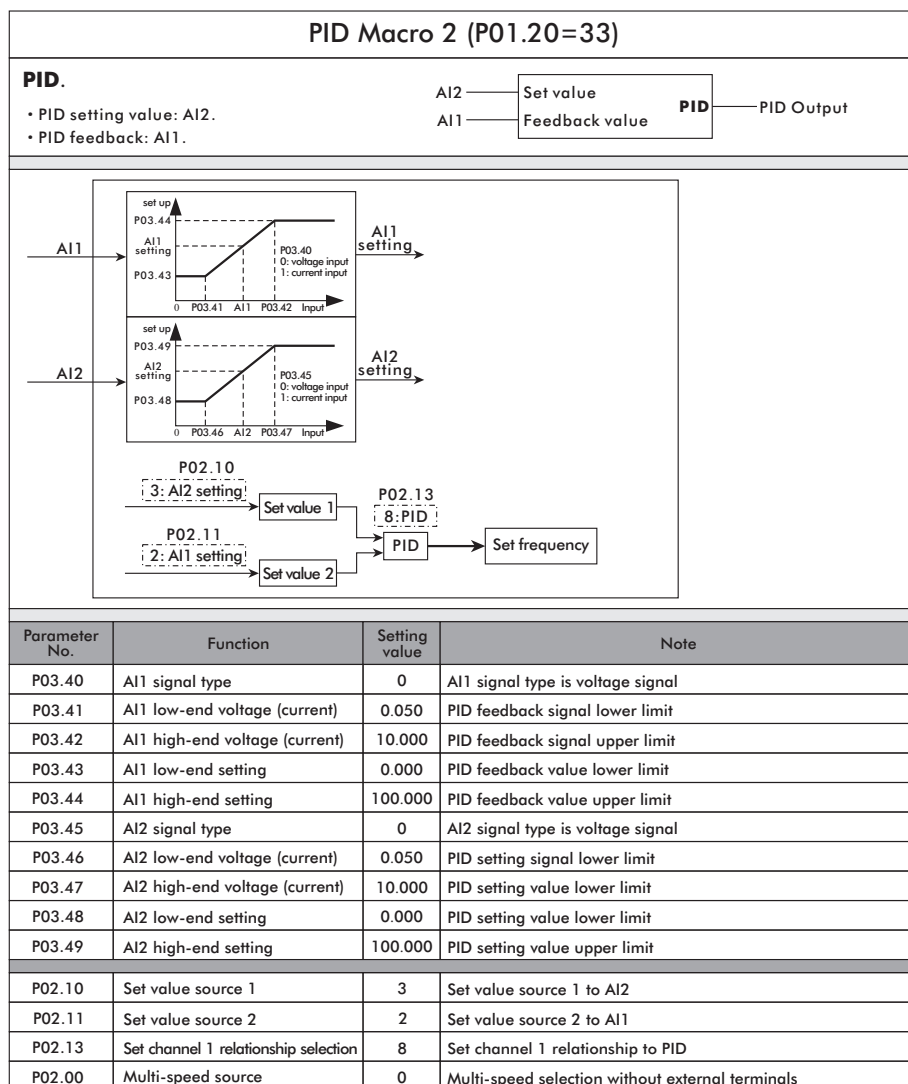 PID Macro 2 (P01.20=33)
PID.
• PID setting value: AI2.
• PID feedback: AI1.
AI2
AI1
Set value
Feedback value
PID
PID Output
set up
P03.44
AI1
setting
P03.43
P03.40
0: voltage input
1: current input
0 P03.41 AI1 P03.42 Input
AI1
AI1
setting
set up
P03.49
AI2
setting
P03.48
P03.45
0: voltage input
1: current input
0 P03.46 AI2 P03.47 Input
AI2
AI2
setting
P02.10
3: AI2 setting
Set value 1
P02.11
2: AI1 setting
Set value 2
P02.13
8:PID
PID
Set frequency
Parameter No. Function Setting value Note
P03.40 AI1 signal type 0 AI1 signal type is voltage signal
P03.41 AI1 low-end voltage (current) 0.050 PID feedback signal lower limit
P03.42 AI1 high-end voltage (current) 10.000 PID feedback signal upper limit
P03.43 AI1 low-end setting 0.000 PID feedback value lower limit
P03.44 AI1 high-end setting 100.000 PID feedback value upper limit
P03.45 AI2 signal type 0 AI2 signal type is voltage signal
P03.46 AI2 low-end voltage (current) 0.050 PID setting signal lower limit
P03.47 AI2 high-end voltage (current) 10.000 PID setting value lower limit
P03.48 AI2 low-end setting 0.000 PID setting value lower limit
P03.49 AI2 high-end setting 100.000 PID setting value upper limit
P02.10 Set value source 1 3 Set value source 1 to AI2
P02.11 Set value source 2 2 Set value source 2 to AI1
P02.13 Set channel 1 relationship selection 8 Set channel 1 relationship to PID
P02.00 Multi-speed source 0 Multi-speed selection without external terminals